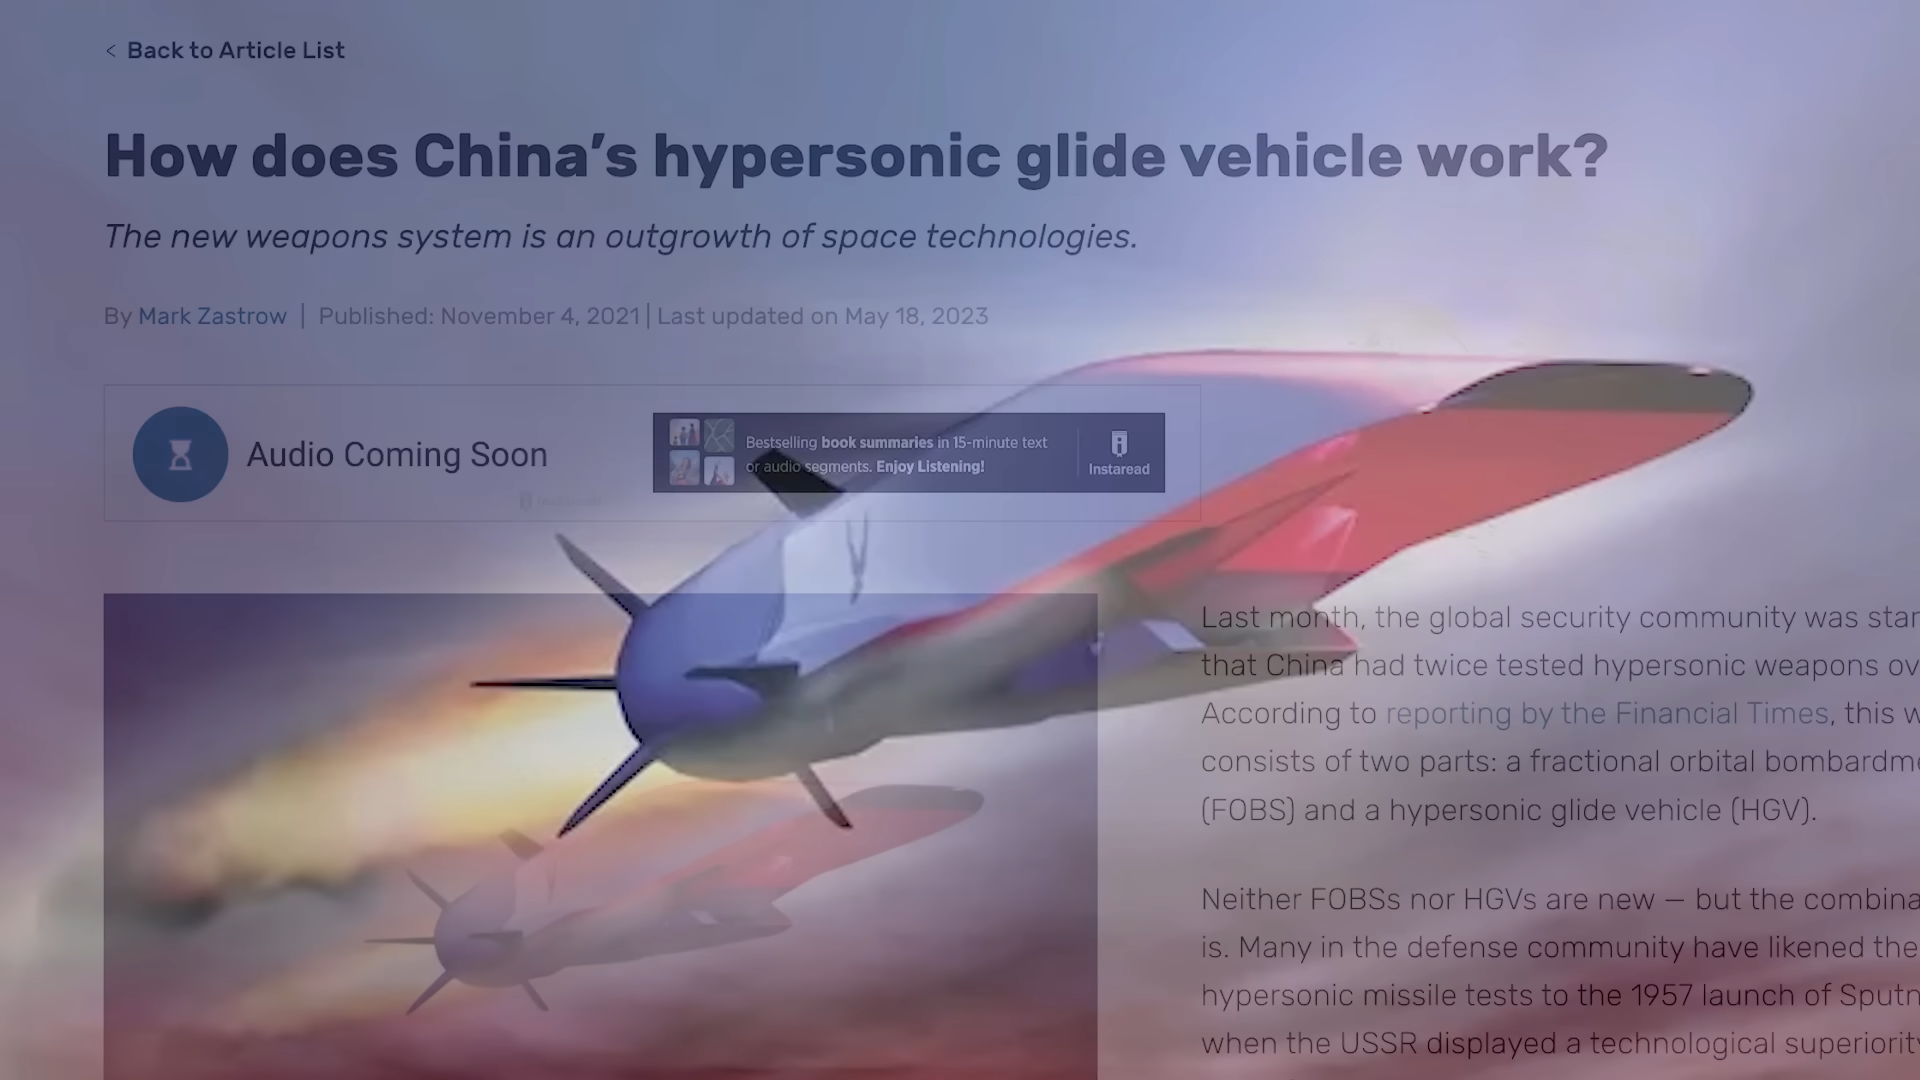 < Back to Article List
How does China’s hypersonic glide vehicle work?
The new weapons system is an outgrowth of space technologies.
By Mark Zastrow | Published: November 4, 2021 | Last updated on May 18, 2023
Audio Coming Soon
Bestselling book summaries in 15-minute text
or audio segments. Enjoy Listening!
Instaread
Last month, the global security community was star
that China had twice tested hypersonic weapons ov
According to reporting by the Financial Times, this w
consists of two parts: a fractional orbital bombardme
(FOBS) and a hypersonic glide vehicle (HGV).
Neither FOBSs nor HGVs are new — but the combina
is. Many in the defense community have likened the
hypersonic missile tests to the 1957 launch of Sputn
when the USSR displayed a technological superiority